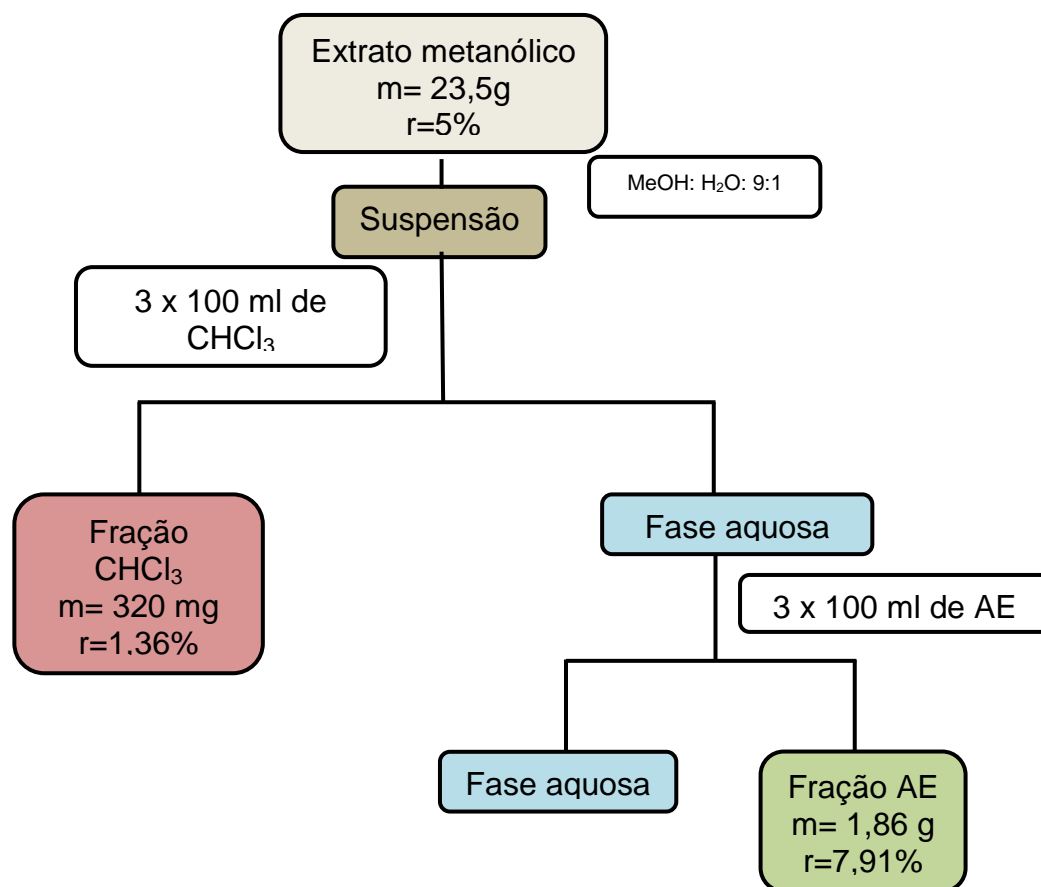 Extrato metanólico
m= 23,5g
r=5%
MeOH: H₂O: 9:1
Suspensão
3 x 100 ml de
CHCl₃
Fração
CHCl₃
m= 320 mg
r=1,36%
Fase aquosa
3 x 100 ml de AE
Fase aquosa
Fração AE
m= 1,86 g
r=7,91%